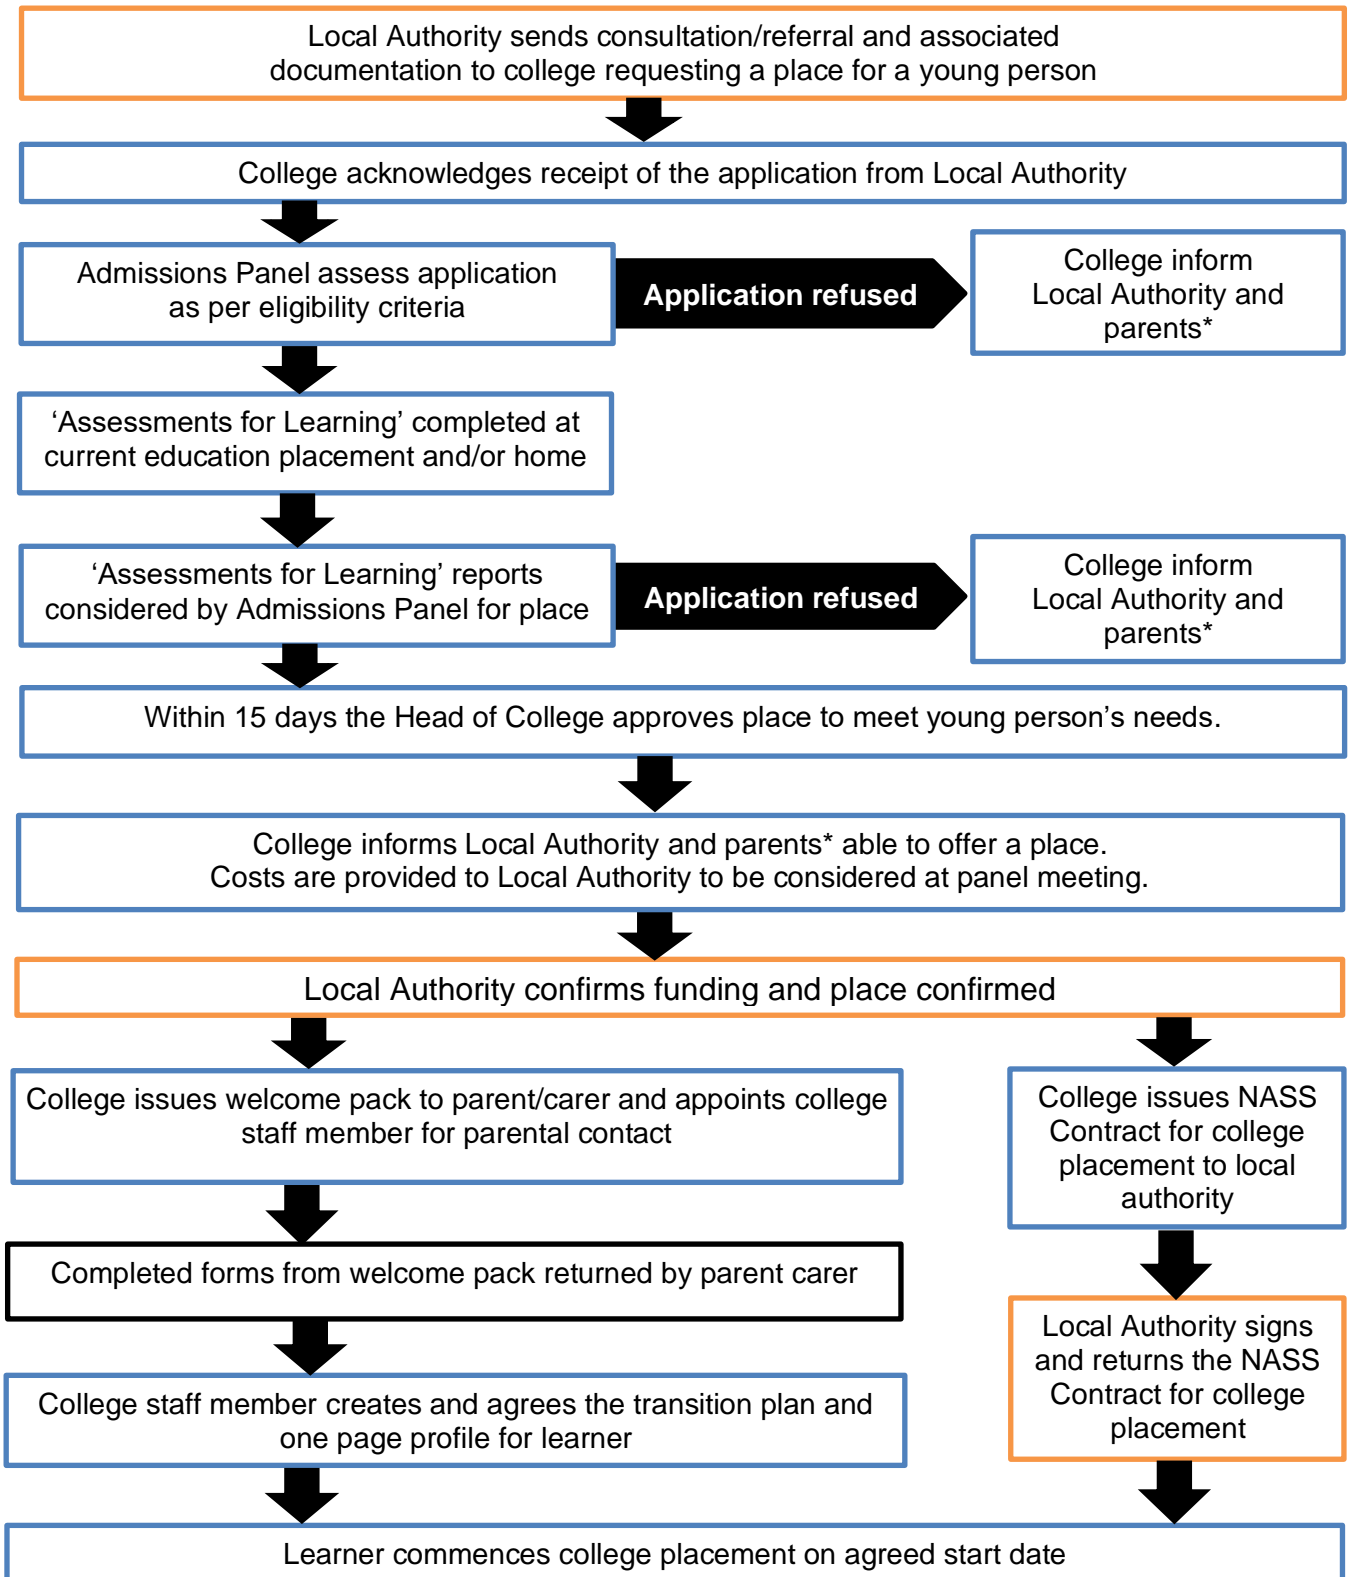 Local Authority sends consultation/referral and associated
documentation to college requesting a place for a young person
College acknowledges receipt of the application from Local Authority
Admissions Panel assess application
as per eligibility criteria
Application refused
College inform
Local Authority and
parents*
‘Assessments for Learning’ completed at
current education placement and/or home
‘Assessments for Learning’ reports
considered by Admissions Panel for place
Application refused
College inform
Local Authority and
parents*
Within 15 days the Head of College approves place to meet young person’s needs.
College informs Local Authority and parents* able to offer a place.
Costs are provided to Local Authority to be considered at panel meeting.
Local Authority confirms funding and place confirmed
College issues welcome pack to parent/carer and appoints college
staff member for parental contact
College issues NASS
Contract for college
placement to local
authority
Completed forms from welcome pack returned by parent carer
Local Authority signs
and returns the NASS
Contract for college
placement
College staff member creates and agrees the transition plan and
one page profile for learner
Learner commences college placement on agreed start date